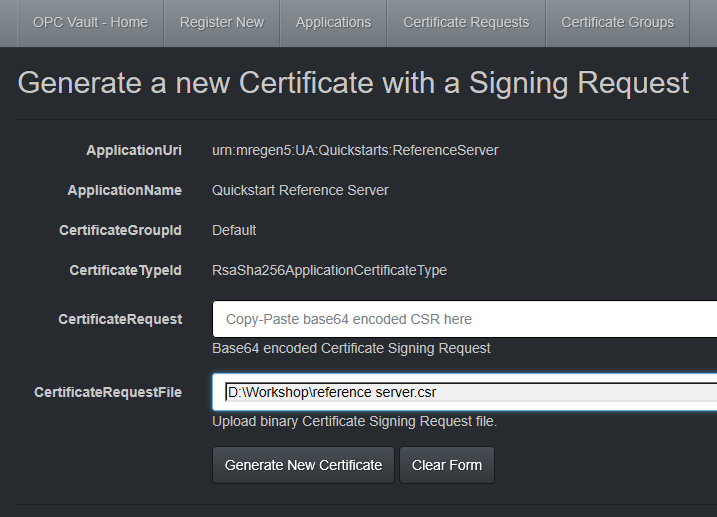 OPC Vault - Home Register New Applications Certificate Requests Certificate Groups
Generate a new Certificate with a Signing Request
ApplicationUri urn:mregen5:UA:Quickstarts:ReferenceServer
ApplicationName Quickstart Reference Server
CertificateGroupId Default
CertificateTypeId RsaSha256ApplicationCertificateType
CertificateRequest Copy-Paste base64 encoded CSR here
Base64 encoded Certificate Signing Request
CertificateRequestFile D:\Workshop\reference server.csr
Upload binary Certificate Signing Request file.
Generate New Certificate Clear Form